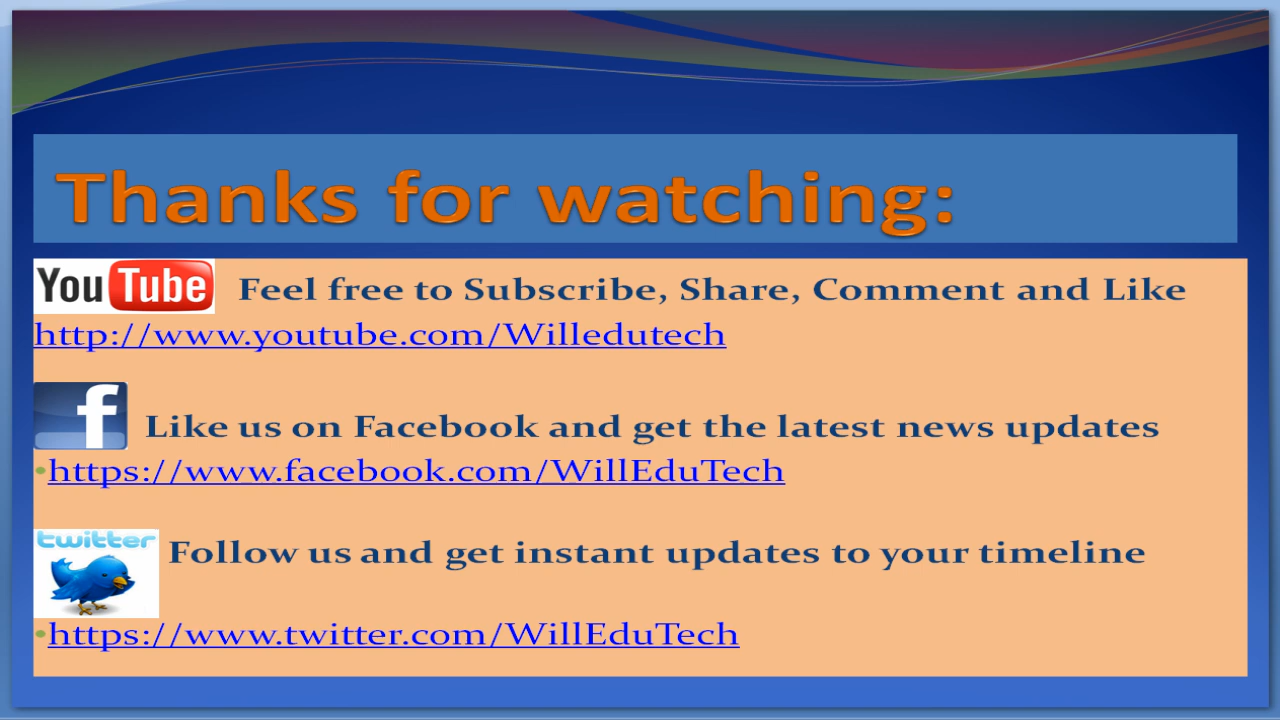 Thanks for watching:
YouTube Feel free to Subscribe, Share, Comment and Like
http://www.youtube.com/Willedutech
f Like us on Facebook and get the latest news updates
•https://www.facebook.com/WillEduTech
twitter
Follow us and get instant updates to your timeline
•https://www.twitter.com/WillEduTech